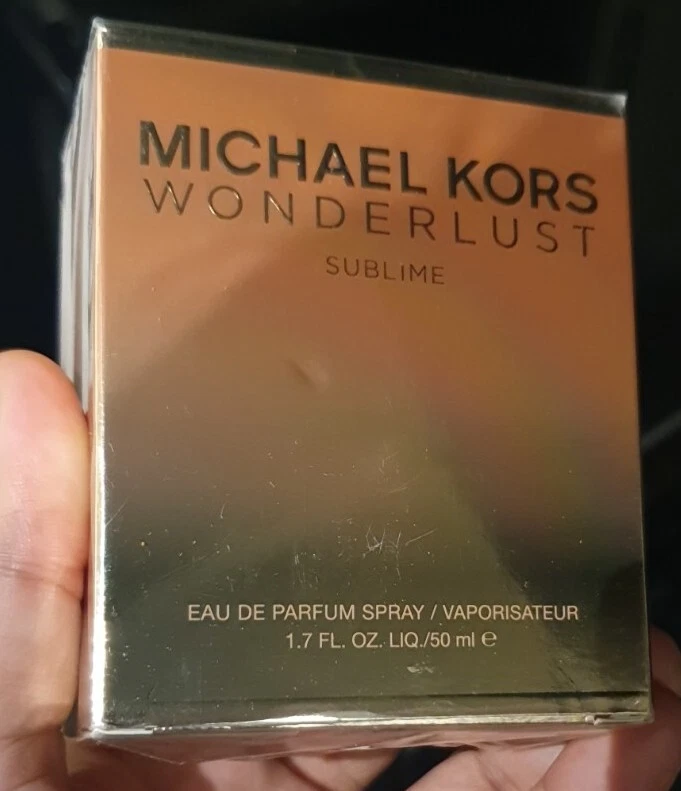 MICHAEL KORS
WONDERLUST
SUBLIME
EAU DE PARFUM SPRAY / VAPORISATEUR
1.7 FL. OZ. LIQ./50 ml ℮